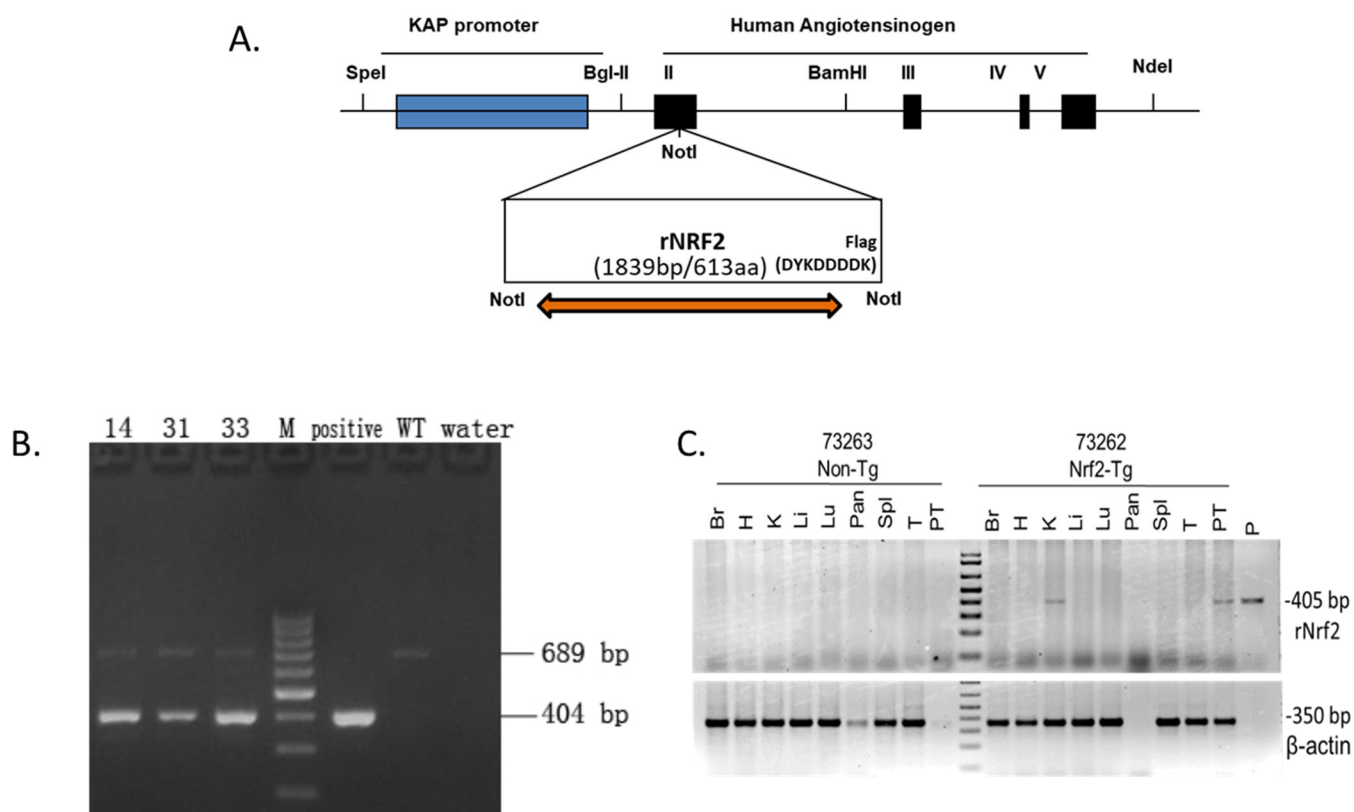 A.
KAP promoter
Human Angiotensinogen
SpeI
Bgl-II
II
BamHI
III
IV
V
NdeI
NotI
rNRF2
Flag
(1839bp/613aa)
(DYKDDDDK)
NotI
NotI
B.
14 31 33 M positive WT water
689 bp
404 bp
C.
73263
Non-Tg
73262
Nrf2-Tg
Br H K Li Lu Pan Spl T PT
Br H K Li Lu Pan Spl T PT P
-405 bp
rNrf2
-350 bp
β-actin